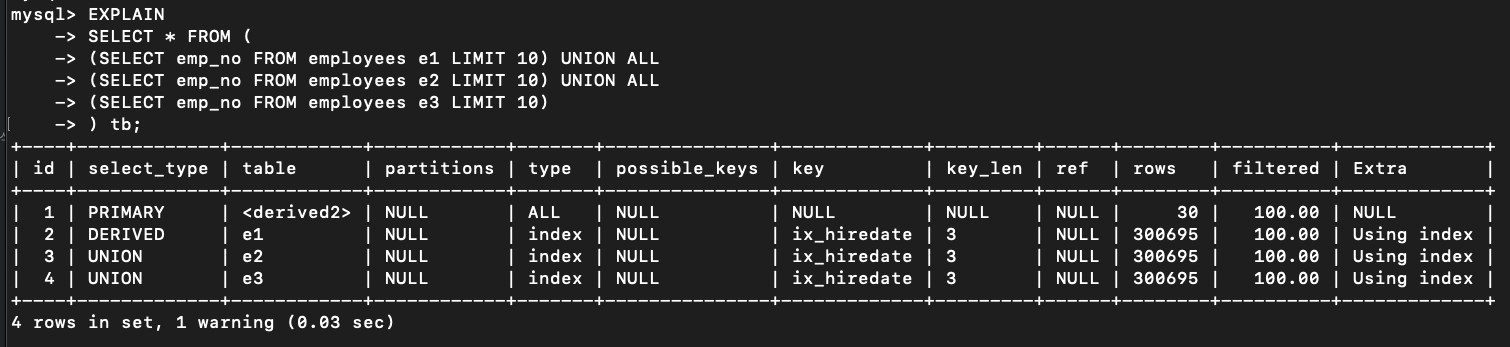 mysql> EXPLAIN
    -> SELECT * FROM (
    -> (SELECT emp_no FROM employees e1 LIMIT 10) UNION ALL
    -> (SELECT emp_no FROM employees e2 LIMIT 10) UNION ALL
    -> (SELECT emp_no FROM employees e3 LIMIT 10)
    -> ) tb;
+----+-------------+------------+------------+-------+---------------+-------------+---------+------+--------+----------+-------------+
| id | select_type | table      | partitions | type  | possible_keys | key         | key_len | ref  | rows   | filtered | Extra       |
+----+-------------+------------+------------+-------+---------------+-------------+---------+------+--------+----------+-------------+
|  1 | PRIMARY     | <derived2> | NULL       | ALL   | NULL          | NULL        | NULL    | NULL |     30 |   100.00 | NULL        |
|  2 | DERIVED     | e1         | NULL       | index | NULL          | ix_hiredate | 3       | NULL | 300695 |   100.00 | Using index |
|  3 | UNION       | e2         | NULL       | index | NULL          | ix_hiredate | 3       | NULL | 300695 |   100.00 | Using index |
|  4 | UNION       | e3         | NULL       | index | NULL          | ix_hiredate | 3       | NULL | 300695 |   100.00 | Using index |
+----+-------------+------------+------------+-------+---------------+-------------+---------+------+--------+----------+-------------+
4 rows in set, 1 warning (0.03 sec)